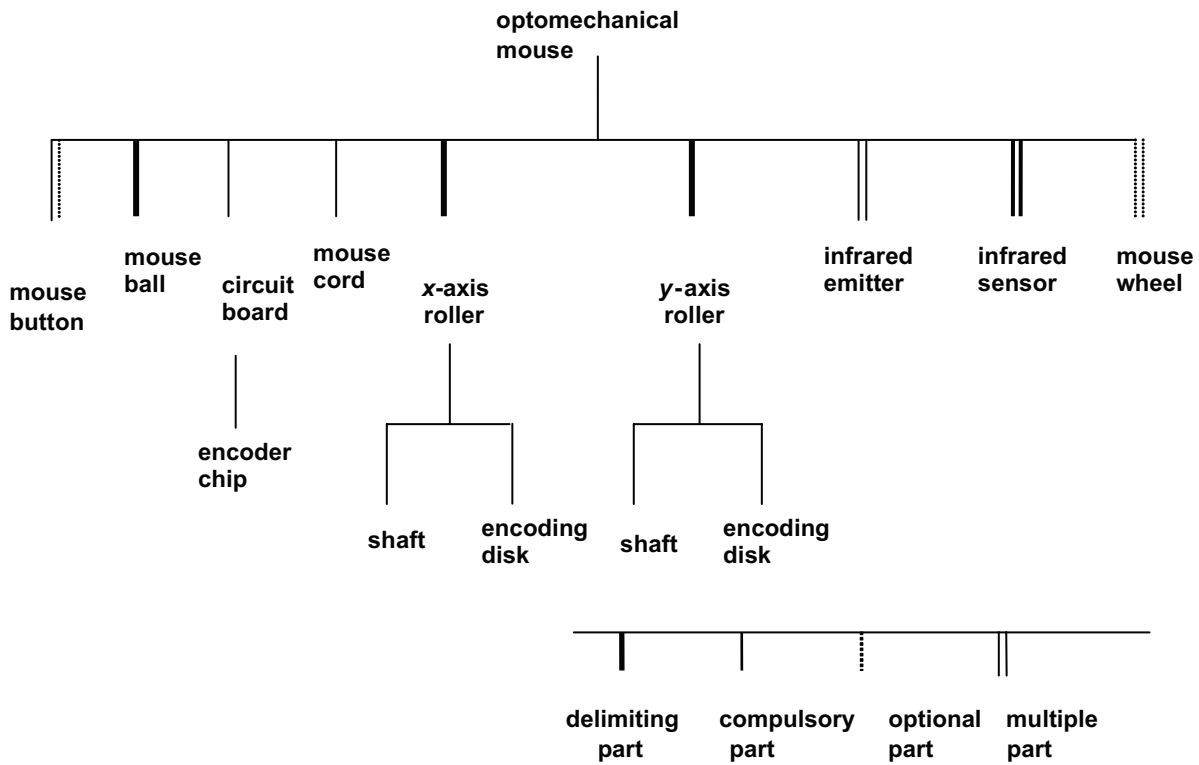 optomechanical
mouse
mouse
button
mouse
ball
circuit
board
mouse
cord
x-axis
roller
y-axis
roller
infrared
emitter
infrared
sensor
mouse
wheel
encoder
chip
shaft
encoding
disk
shaft
encoding
disk
delimiting
part
compulsory
part
optional
part
multiple
part